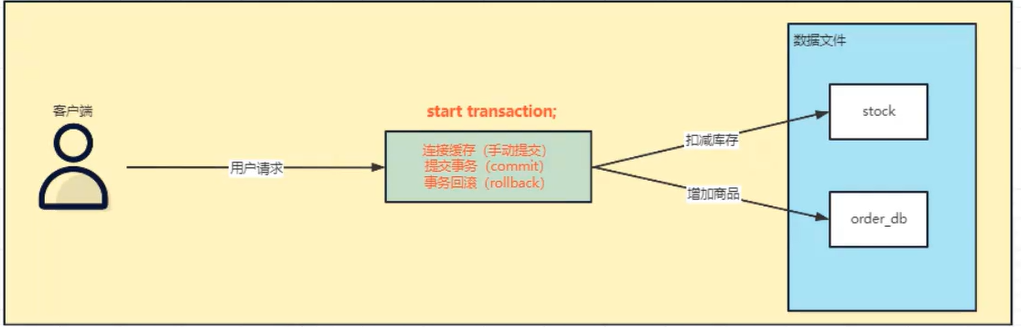 数据文件
客户端
start transaction;
stock
连接缓存（手动提交）
提交事务（commit）
事务回滚（rollback）
扣减库存
用户请求
增加商品
order_db